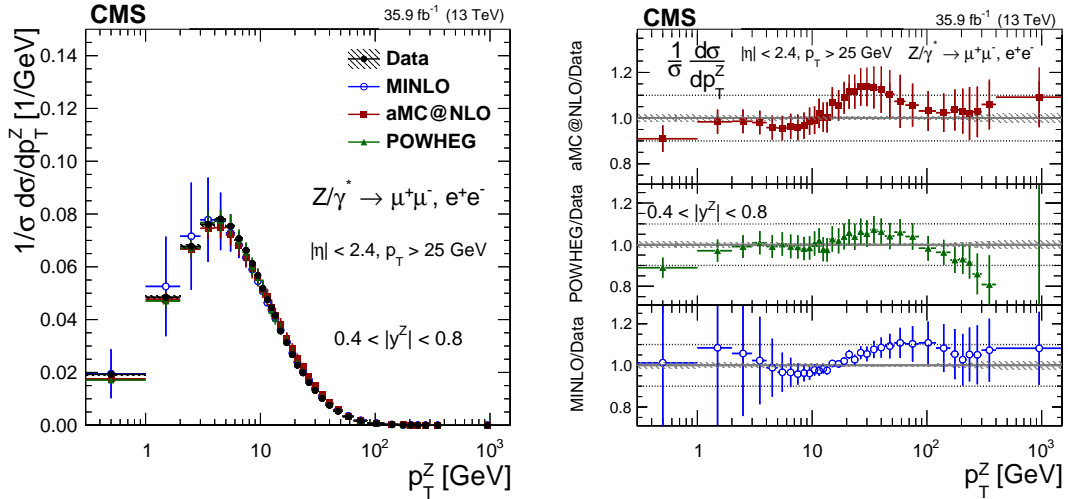 CMS
35.9 fb⁻¹ (13 TeV)
1/σ dσ/dp_T^Z [1/GeV]
0.14
0.12
0.10
0.08
0.06
0.04
0.02
0.00
Data
MINLO
aMC@NLO
POWHEG
Z/γ* → μ⁺μ⁻, e⁺e⁻
|η| < 2.4, p_T > 25 GeV
0.4 < |y^Z| < 0.8
1 10 10² 10³
p_T^Z [GeV]
CMS
35.9 fb⁻¹ (13 TeV)
1/σ dσ/dp_T^Z
|η| < 2.4, p_T > 25 GeV Z/γ* → μ⁺μ⁻, e⁺e⁻
aMC@NLO/Data
1.2
1.0
0.8
0.4 < |y^Z| < 0.8
POWHEG/Data
1.2
1.0
0.8
MINLO/Data
1.2
1.0
0.8
1 10 10² 10³
p_T^Z [GeV]